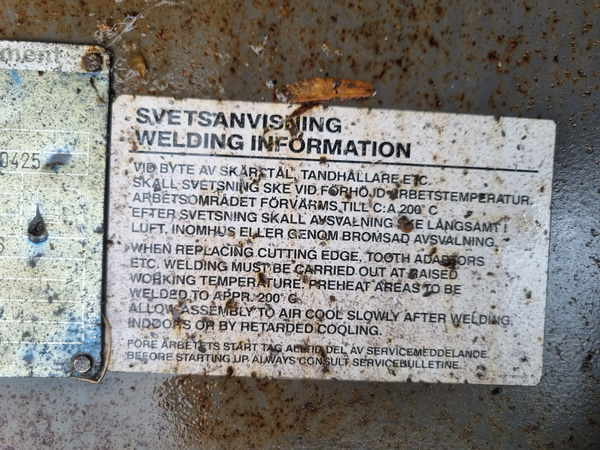 ment
0425
SVETSANVISNING
WELDING INFORMATION
VID BYTE AV SKÄRSTÅL, TANDHÅLLARE ETC.
SKALL SVETSNING SKE VID FÖRHÖJD ARBETSTEMPERATUR.
ARBETSOMRÅDET FÖRVÄRMS TILL C:A 200° C
EFTER SVETSNING SKALL AVSVALNING SKE LÅNGSAMT I
LUFT, INOMHUS ELLER GENOM BROMSAD AVSVALNING.
WHEN REPLACING CUTTING EDGE, TOOTH ADAPTORS
ETC. WELDING MUST BE CARRIED OUT AT RAISED
WORKING TEMPERATURE. PREHEAT AREAS TO BE
WELDED TO APPR. 200° C.
ALLOW ASSEMBLY TO AIR COOL SLOWLY AFTER WELDING
INDOORS OR BY RETARDED COOLING.
FÖRE ARBETETS START TAG ALLTID DEL AV SERVICEMEDDELANDE.
BEFORE STARTING UP ALWAYS CONSULT SERVICEBULLETINE.